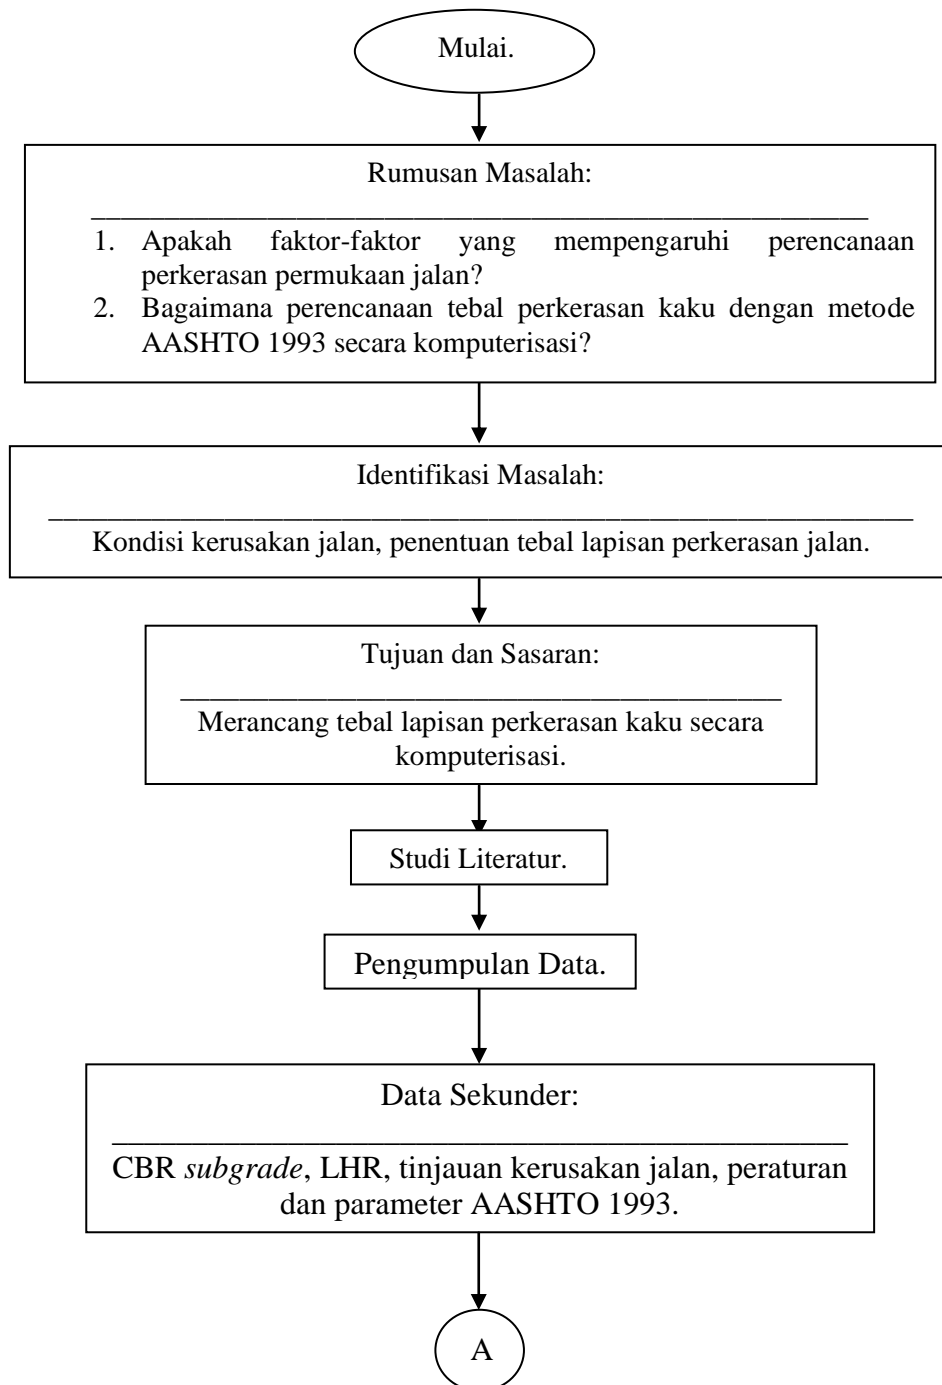 Mulai.
Rumusan Masalah:
1. Apakah faktor-faktor yang mempengaruhi perencanaan
perkerasan permukaan jalan?
2. Bagaimana perencanaan tebal perkerasan kaku dengan metode
AASHTO 1993 secara komputerisasi?
Identifikasi Masalah:
Kondisi kerusakan jalan, penentuan tebal lapisan perkerasan jalan.
Tujuan dan Sasaran:
Merancang tebal lapisan perkerasan kaku secara
komputerisasi.
Studi Literatur.
Pengumpulan Data.
Data Sekunder:
CBR subgrade, LHR, tinjauan kerusakan jalan, peraturan
dan parameter AASHTO 1993.
A